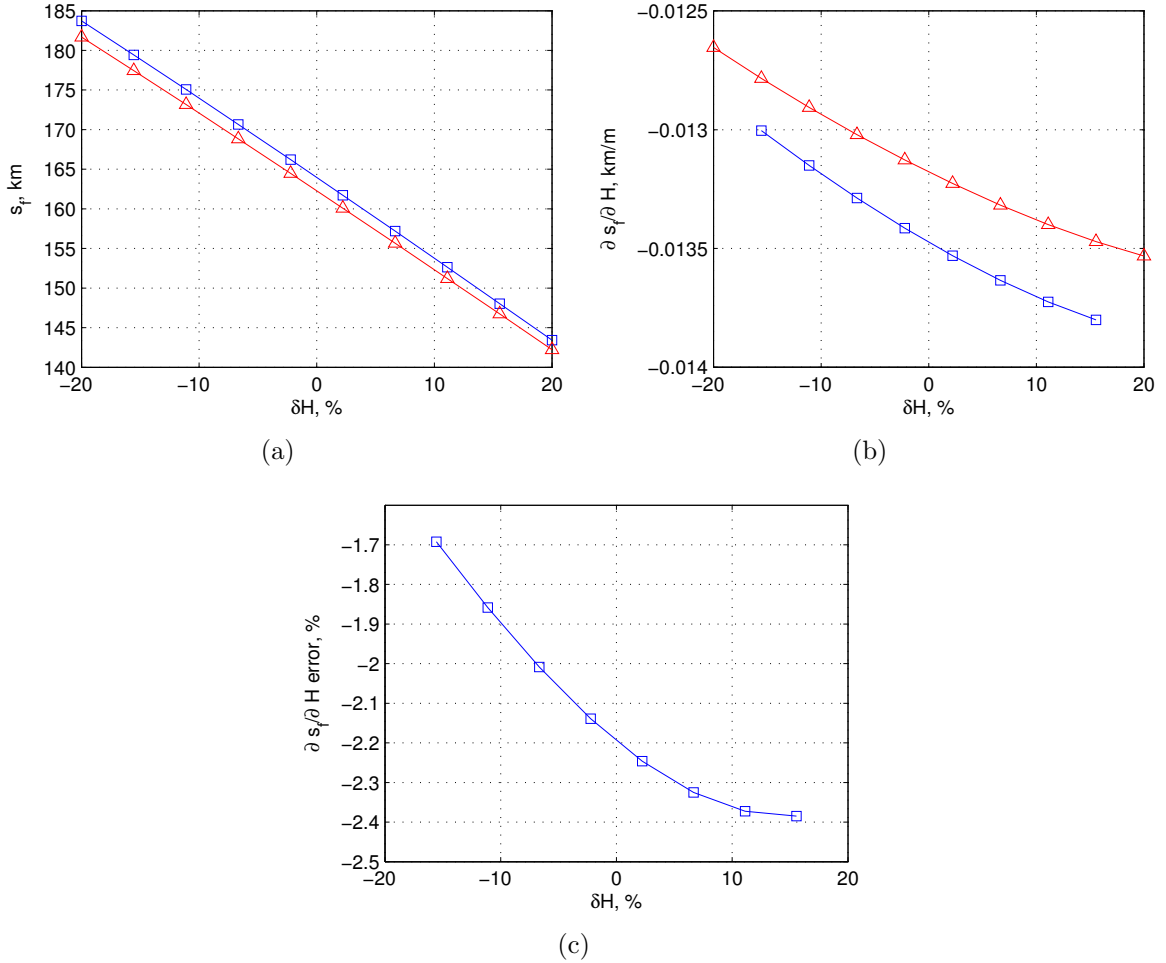 185
180
175
170
165
160
155
150
145
140
s_f, km
−20 −10 0 10 20
δH, %
(a)
−0.0125
−0.013
−0.0135
−0.014
∂ s_f/∂ H, km/m
−20 −10 0 10 20
δH, %
(b)
−1.7
−1.8
−1.9
−2
−2.1
−2.2
−2.3
−2.4
−2.5
∂ s_f/∂ H error, %
−20 −10 0 10 20
δH, %
(c)